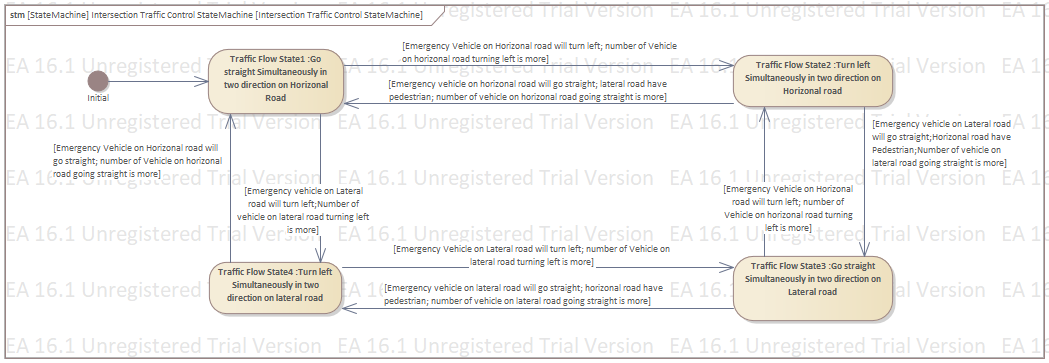 stm [StateMachine] Intersection Traffic Control StateMachine [Intersection Traffic Control StateMachine]
EA 16.1 Unregistered Trial Version
Initial
Traffic Flow State1 :Go
straight Simultaneously in
two direction on Horizonal
Road
[Emergency Vehicle on Horizonal road will turn left; number of Vehicle
on horizonal road turning left is more]
[Emergency vehicle on horizonal road will go straight; lateral road have
pedestrian; number of vehicle on horizonal road going straight is more]
Traffic Flow State2 :Turn left
Simultaneously in two direction on
Horizonal road
[Emergency Vehicle on Horizonal road will
go straight; number of Vehicle on horizonal
road going straight is more]
[Emergency vehicle on Lateral
road will turn left;Number of
vehicle on lateral road turning left
is more]
[Emergency Vehicle on Horizonal
road will turn left; number of
Vehicle on horizonal road turning
left is more]
[Emergency vehicle on Lateral road
will go straight;Horizonal road have
Pedestrian;Number of vehicle on
lateral road going straight is more]
Traffic Flow State4 :Turn left
Simultaneously in two
direction on lateral road
[Emergency Vehicle on Lateral road will turn left; number of Vehicle on
lateral road turning left is more]
[Emergency vehicle on lateral road will go straight; horizonal road have
pedestrian; number of vehicle on lateral road going straight is more]
Traffic Flow State3 :Go straight
Simultaneously in two direction on
Lateral road